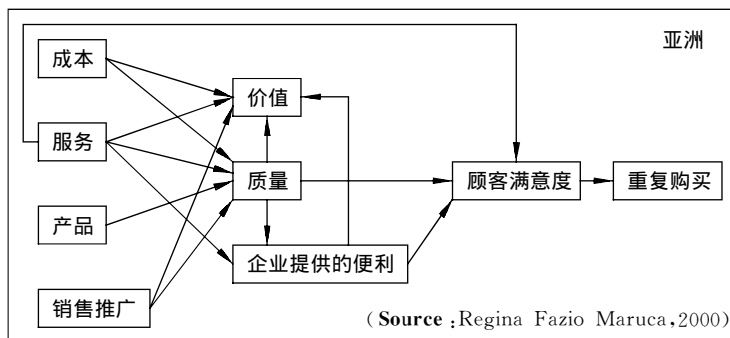 亚洲
成本
价值
服务
质量
顾客满意度
重复购买
产品
企业提供的便利
销售推广
(Source:Regina Fazio Maruca,2000)